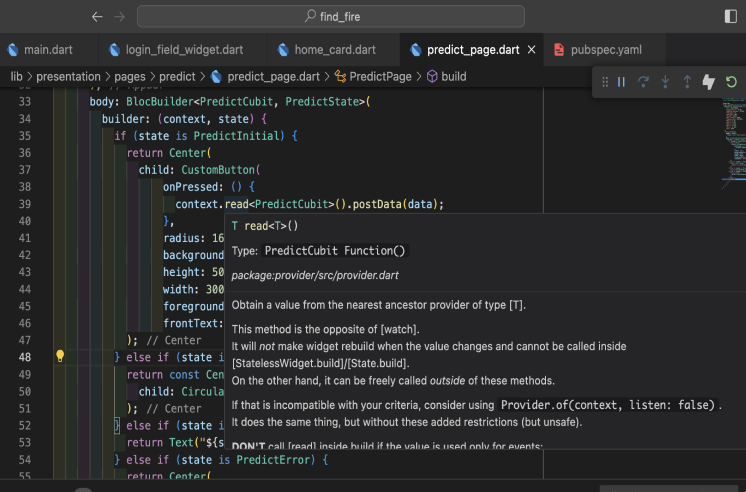 find_fire
main.dart login_field_widget.dart home_card.dart predict_page.dart pubspec.yaml
lib > presentation > pages > predict > predict_page.dart > PredictPage > build
33 body: BlocBuilder<PredictCubit, PredictState>(
34 builder: (context, state) {
35 if (state is PredictInitial) {
36 return Center(
37 child: CustomButton(
38 onPressed: () {
39 context.read<PredictCubit>().postData(data);
40 },
41 radius: 16
42 background
43 height: 50
44 width: 300
45 foreground
46 frontText:
47 ); // Center
48 } else if (state i
49 return const Cen
50 child: Circula
51 ); // Center
52 } else if (state i
53 return Text("${s
54 } else if (state is PredictError) {
55 return Center(
T read<T>()
Type: PredictCubit Function()
package:provider/src/provider.dart
Obtain a value from the nearest ancestor provider of type [T].
This method is the opposite of [watch].
It will not make widget rebuild when the value changes and cannot be called inside
[StatelessWidget.build]/[State.build].
On the other hand, it can be freely called outside of these methods.
If that is incompatible with your criteria, consider using Provider.of(context, listen: false).
It does the same thing, but without these added restrictions (but unsafe).
DON'T call [read] inside build if the value is used only for events: